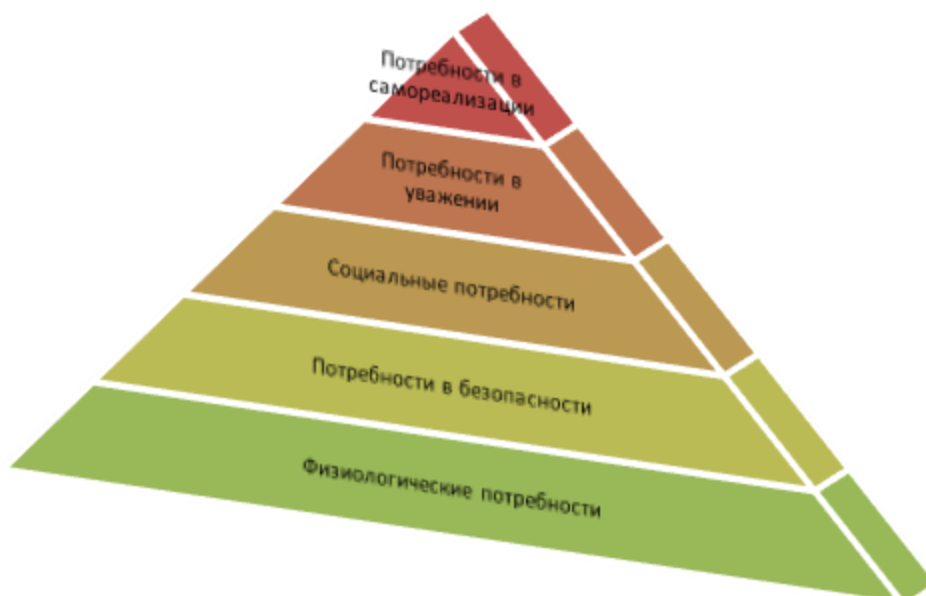 Потребности в
самореализации
Потребности в
уважении
Социальные потребности
Потребности в безопасности
Физиологические потребности